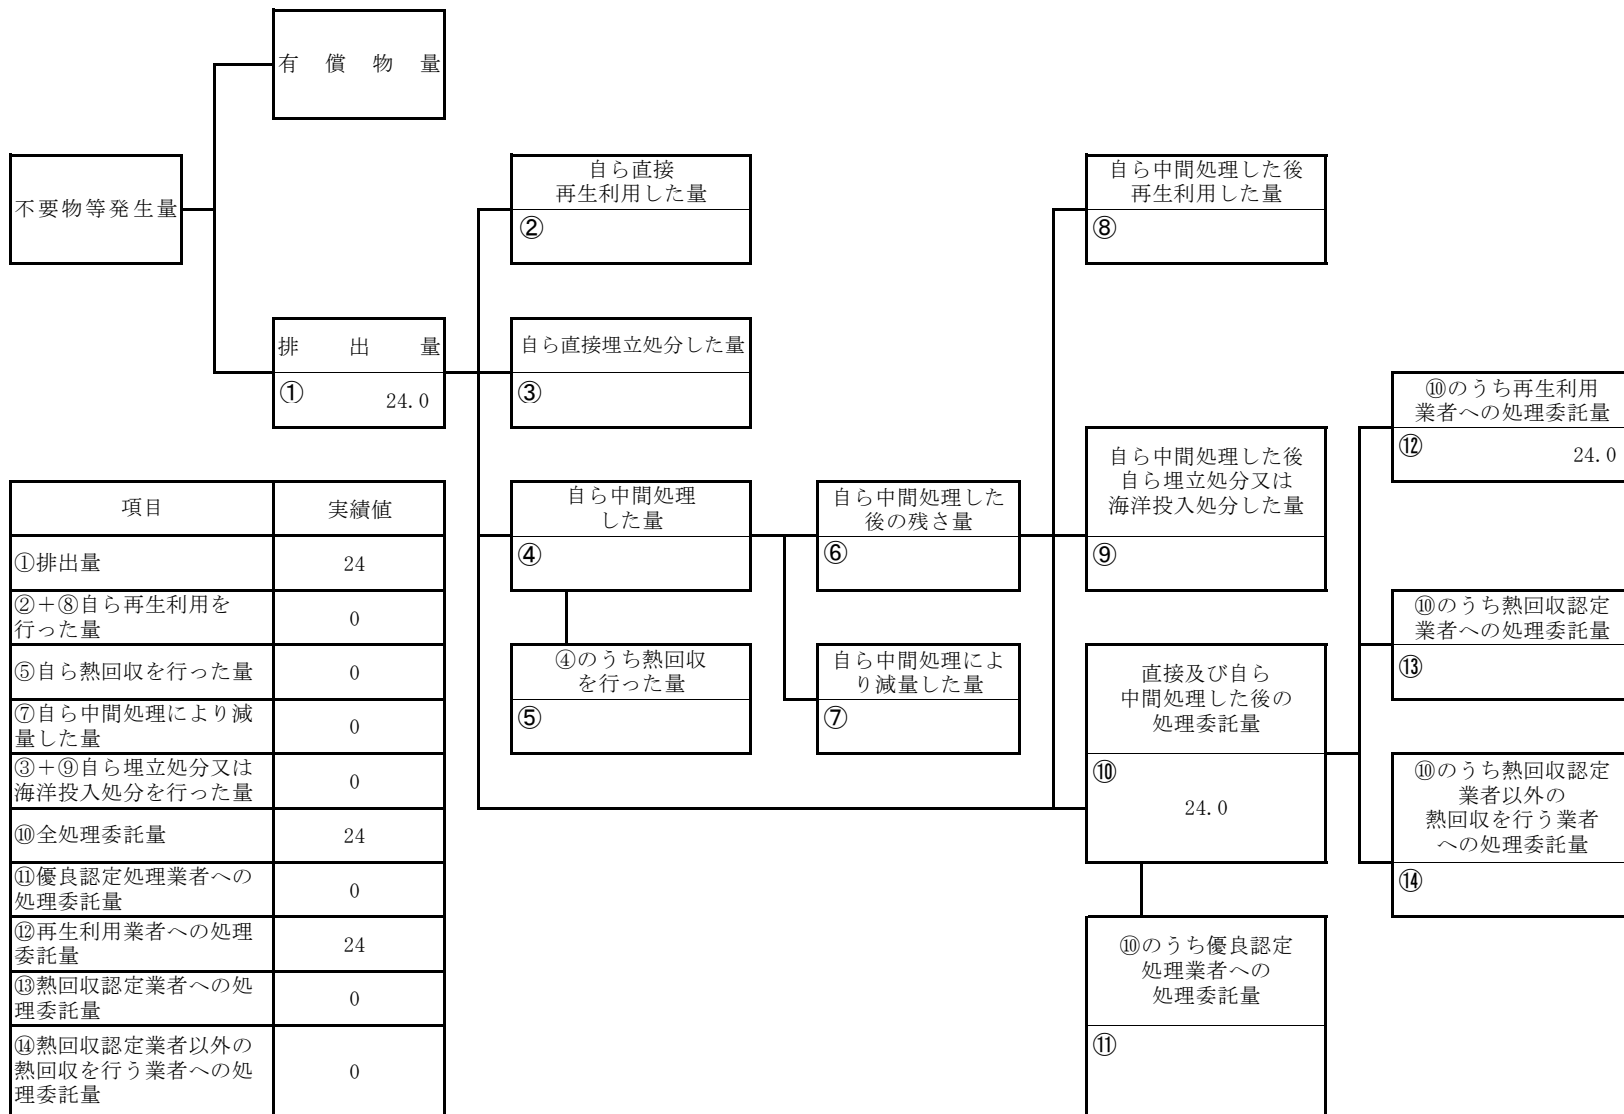 有償物量
不要物等発生量
排出量
①
24.0
自ら直接
再生利用した量
②
自ら直接埋立処分した量
③
自ら中間処理
した量
④
④のうち熱回収
を行った量
⑤
自ら中間処理した
後の残さ量
⑥
自ら中間処理によ
り減量した量
⑦
自ら中間処理した後
再生利用した量
⑧
自ら中間処理した後
自ら埋立処分又は
海洋投入処分した量
⑨
直接及び自ら
中間処理した後の
処理委託量
⑩
24.0
⑩のうち優良認定
処理業者への
処理委託量
⑪
⑩のうち再生利用
業者への処理委託量
⑫
24.0
⑩のうち熱回収認定
業者への処理委託量
⑬
⑩のうち熱回収認定
業者以外の
熱回収を行う業者
への処理委託量
⑭
項目 実績値
①排出量 24
②+⑧自ら再生利用を
行った量 0
⑤自ら熱回収を行った量 0
⑦自ら中間処理により減
量した量 0
③+⑨自ら埋立処分又は
海洋投入処分を行った量 0
⑩全処理委託量 24
⑪優良認定処理業者への
処理委託量 0
⑫再生利用業者への処理
委託量 24
⑬熱回収認定業者への処
理委託量 0
⑭熱回収認定業者以外の
熱回収を行う業者への処 0
理委託量